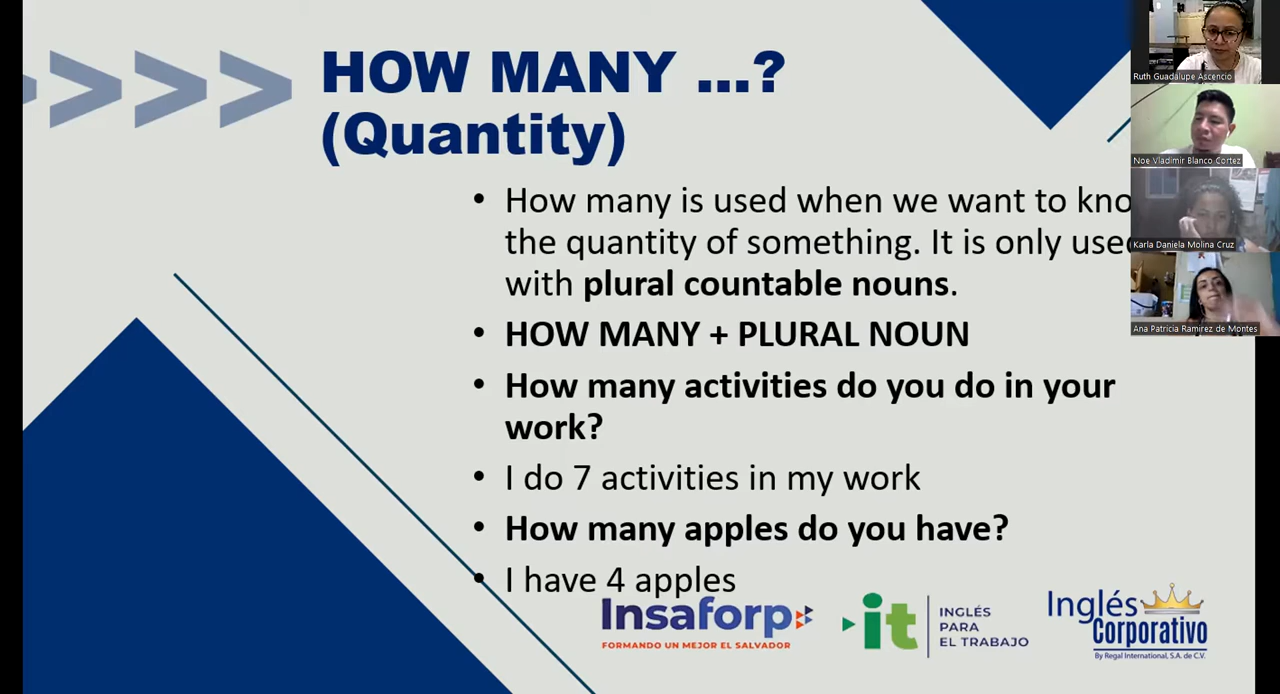 HOW MANY ...?
(Quantity)
• How many is used when we want to kno
the quantity of something. It is only use
with plural countable nouns.
• HOW MANY + PLURAL NOUN
• How many activities do you do in your
work?
• I do 7 activities in my work
• How many apples do you have?
• I have 4 apples
Insaforp
FORMANDO UN MEJOR EL SALVADOR
it
INGLÉS
PARA
EL TRABAJO
Inglés
Corporativo
By Regal International, S.A. de C.V.
Ruth Guadalupe Ascencio
Noe Vladimir Blanco Cortez
Karla Daniela Molina Cruz
Ana Patricia Ramirez de Montes